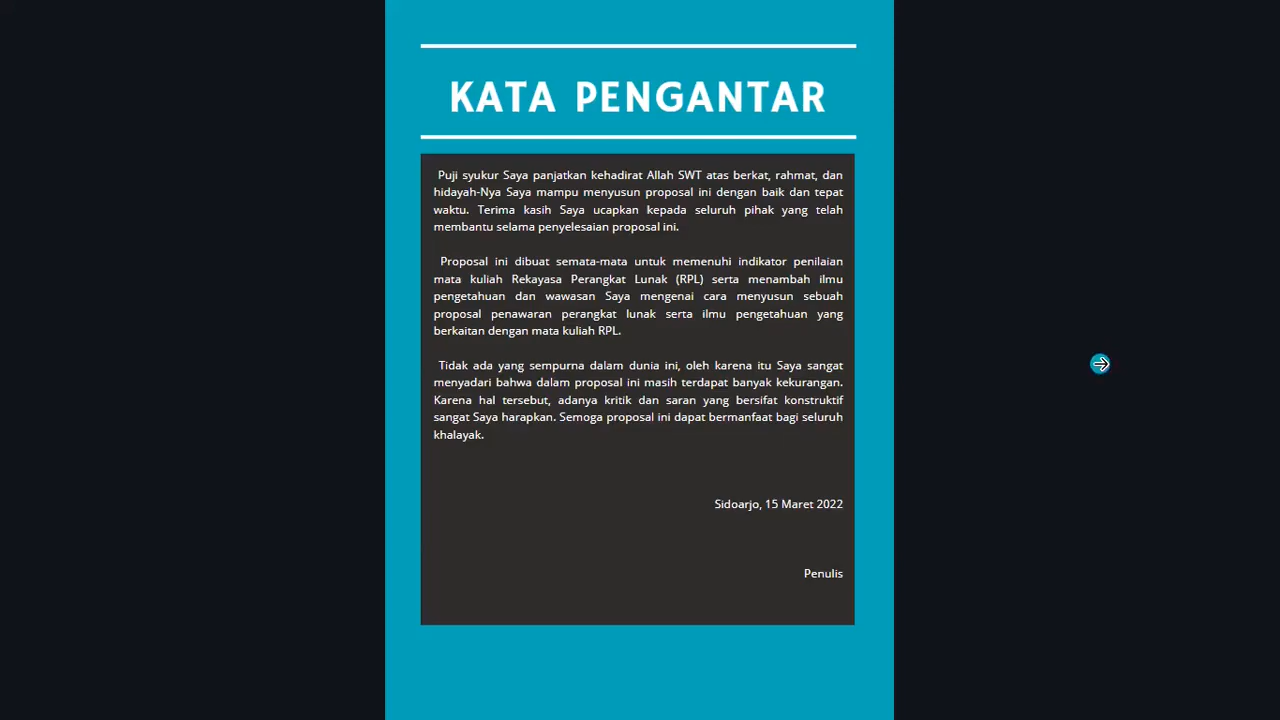 KATA PENGANTAR
Puji syukur Saya panjatkan kehadirat Allah SWT atas berkat, rahmat, dan
hidayah-Nya Saya mampu menyusun proposal ini dengan baik dan tepat
waktu. Terima kasih Saya ucapkan kepada seluruh pihak yang telah
membantu selama penyelesaian proposal ini.
Proposal ini dibuat semata-mata untuk memenuhi indikator penilaian
mata kuliah Rekayasa Perangkat Lunak (RPL) serta menambah ilmu
pengetahuan dan wawasan Saya mengenai cara menyusun sebuah
proposal penawaran perangkat lunak serta ilmu pengetahuan yang
berkaitan dengan mata kuliah RPL.
Tidak ada yang sempurna dalam dunia ini, oleh karena itu Saya sangat
menyadari bahwa dalam proposal ini masih terdapat banyak kekurangan.
Karena hal tersebut, adanya kritik dan saran yang bersifat konstruktif
sangat Saya harapkan. Semoga proposal ini dapat bermanfaat bagi seluruh
khalayak.
Sidoarjo, 15 Maret 2022
Penulis